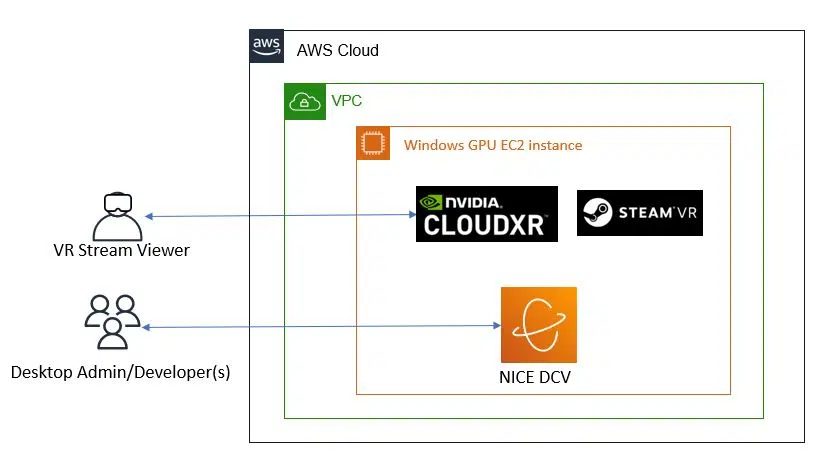 aws
AWS Cloud
VPC
Windows GPU EC2 instance
NVIDIA.
CLOUDXR™
STEAM®VR
VR Stream Viewer
Desktop Admin/Developer(s)
NICE DCV